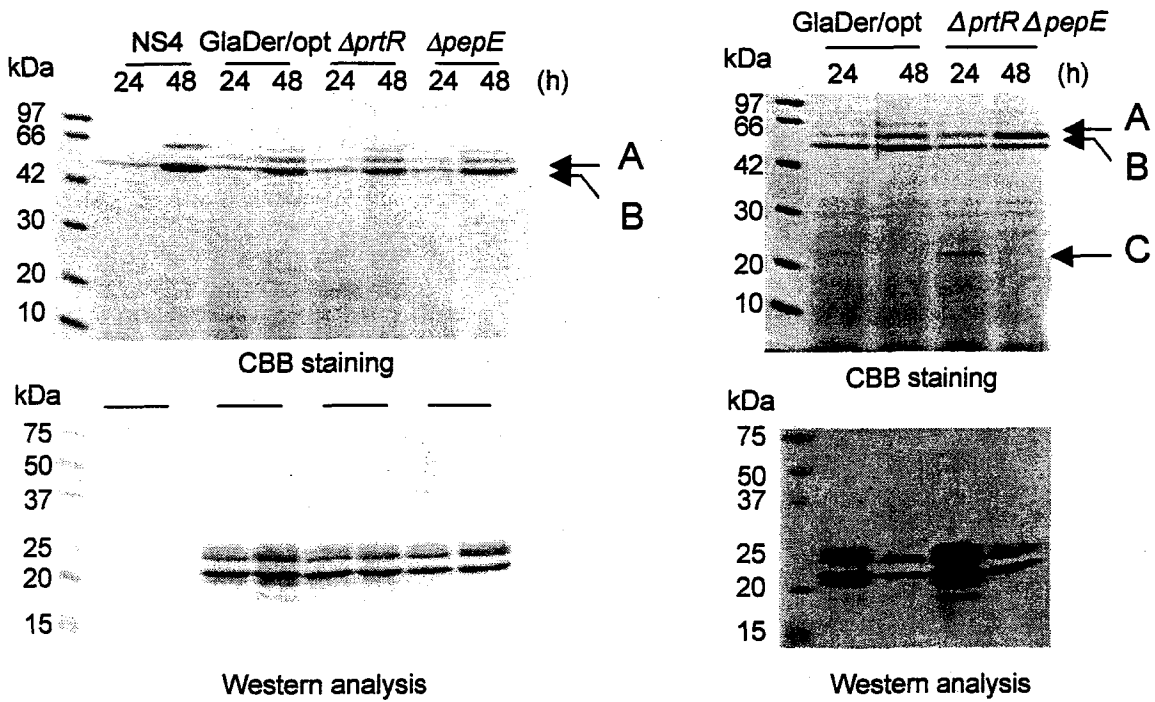 NS4 GlaDer/opt ΔprtR ΔpepE
kDa
24 48 24 48 24 48 24 48 (h)
97
66
42
30
20
10
A
B
CBB staining
kDa
75
50
37
25
20
15
Western analysis
GlaDer/opt ΔprtR ΔpepE
kDa
24 48 24 48 (h)
97
66
42
30
20
10
A
B
C
CBB staining
kDa
75
50
37
25
20
15
Western analysis